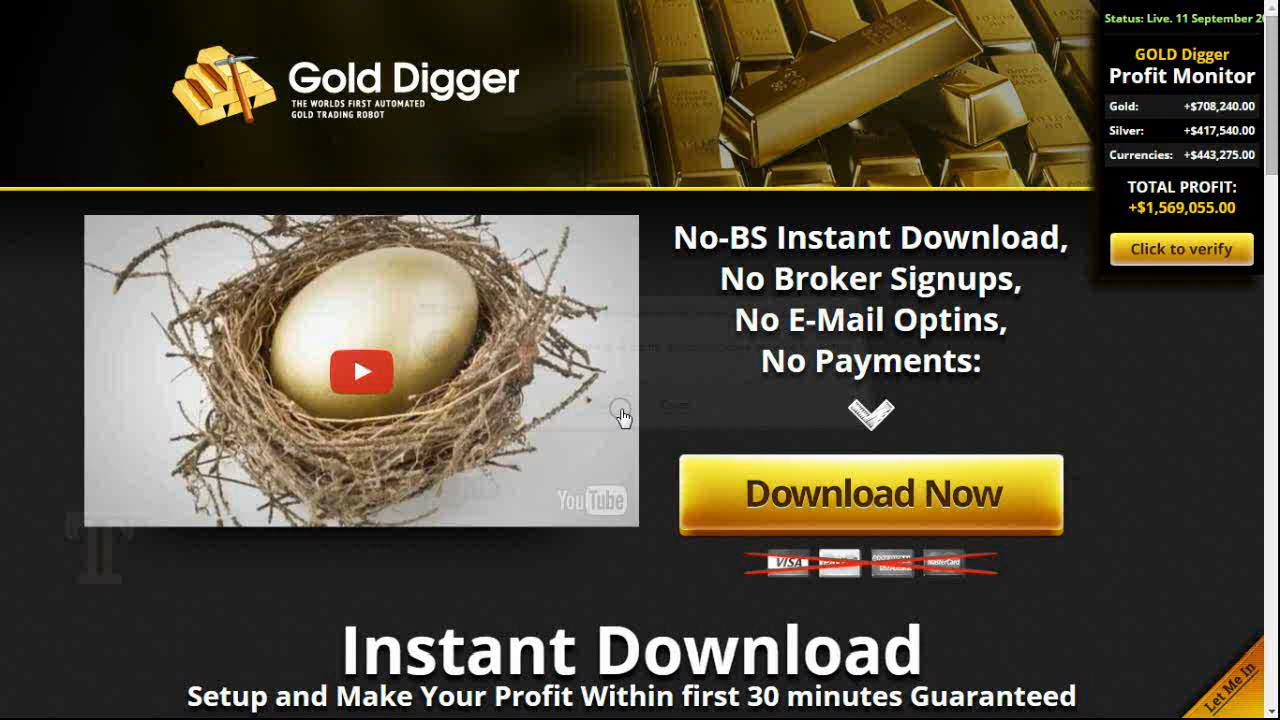 Status: Live. 11 September 2
Gold Digger
THE WORLDS FIRST AUTOMATED
GOLD TRADING ROBOT
GOLD Digger
Profit Monitor
Gold: +$708,240.00
Silver: +$417,540.00
Currencies: +$443,275.00
TOTAL PROFIT:
+$1,569,055.00
Click to verify
No-BS Instant Download,
No Broker Signups,
No E-Mail Optins,
No Payments:
YouTube
Download Now
VISA
MasterCard
Instant Download
Setup and Make Your Profit Within first 30 minutes Guaranteed
Let Me In